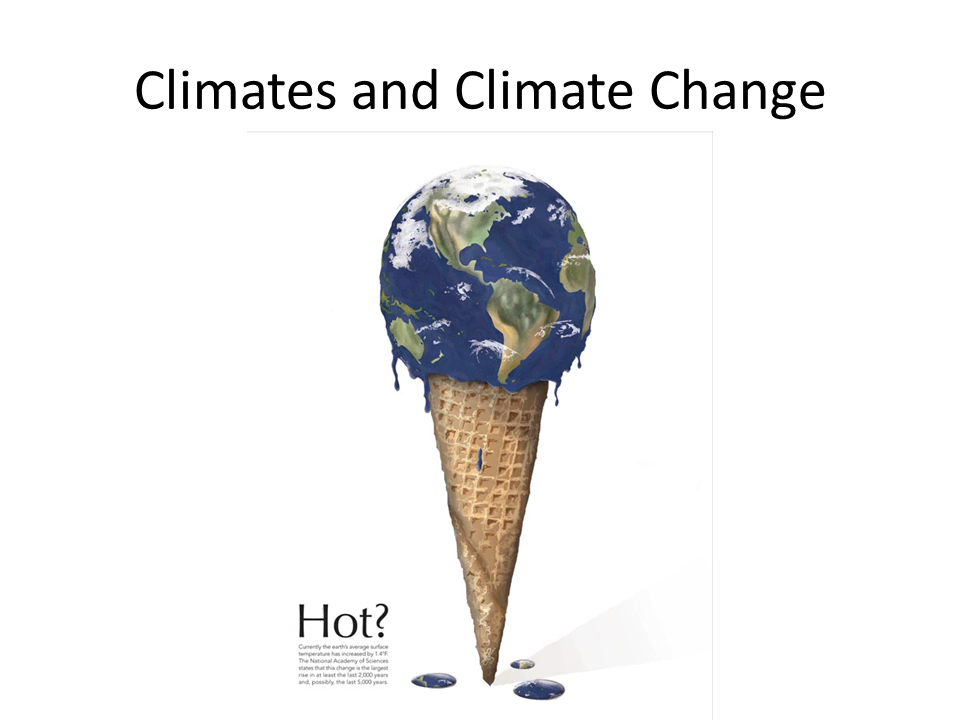 Climates and Climate Change
Hot?
Currently the earth's average surface
temperature has increased by 1.4°F.
The National Academy of Sciences
states that this change is the largest
rise in at least the last 2,000 years
and, possibly, the last 5,000 years.